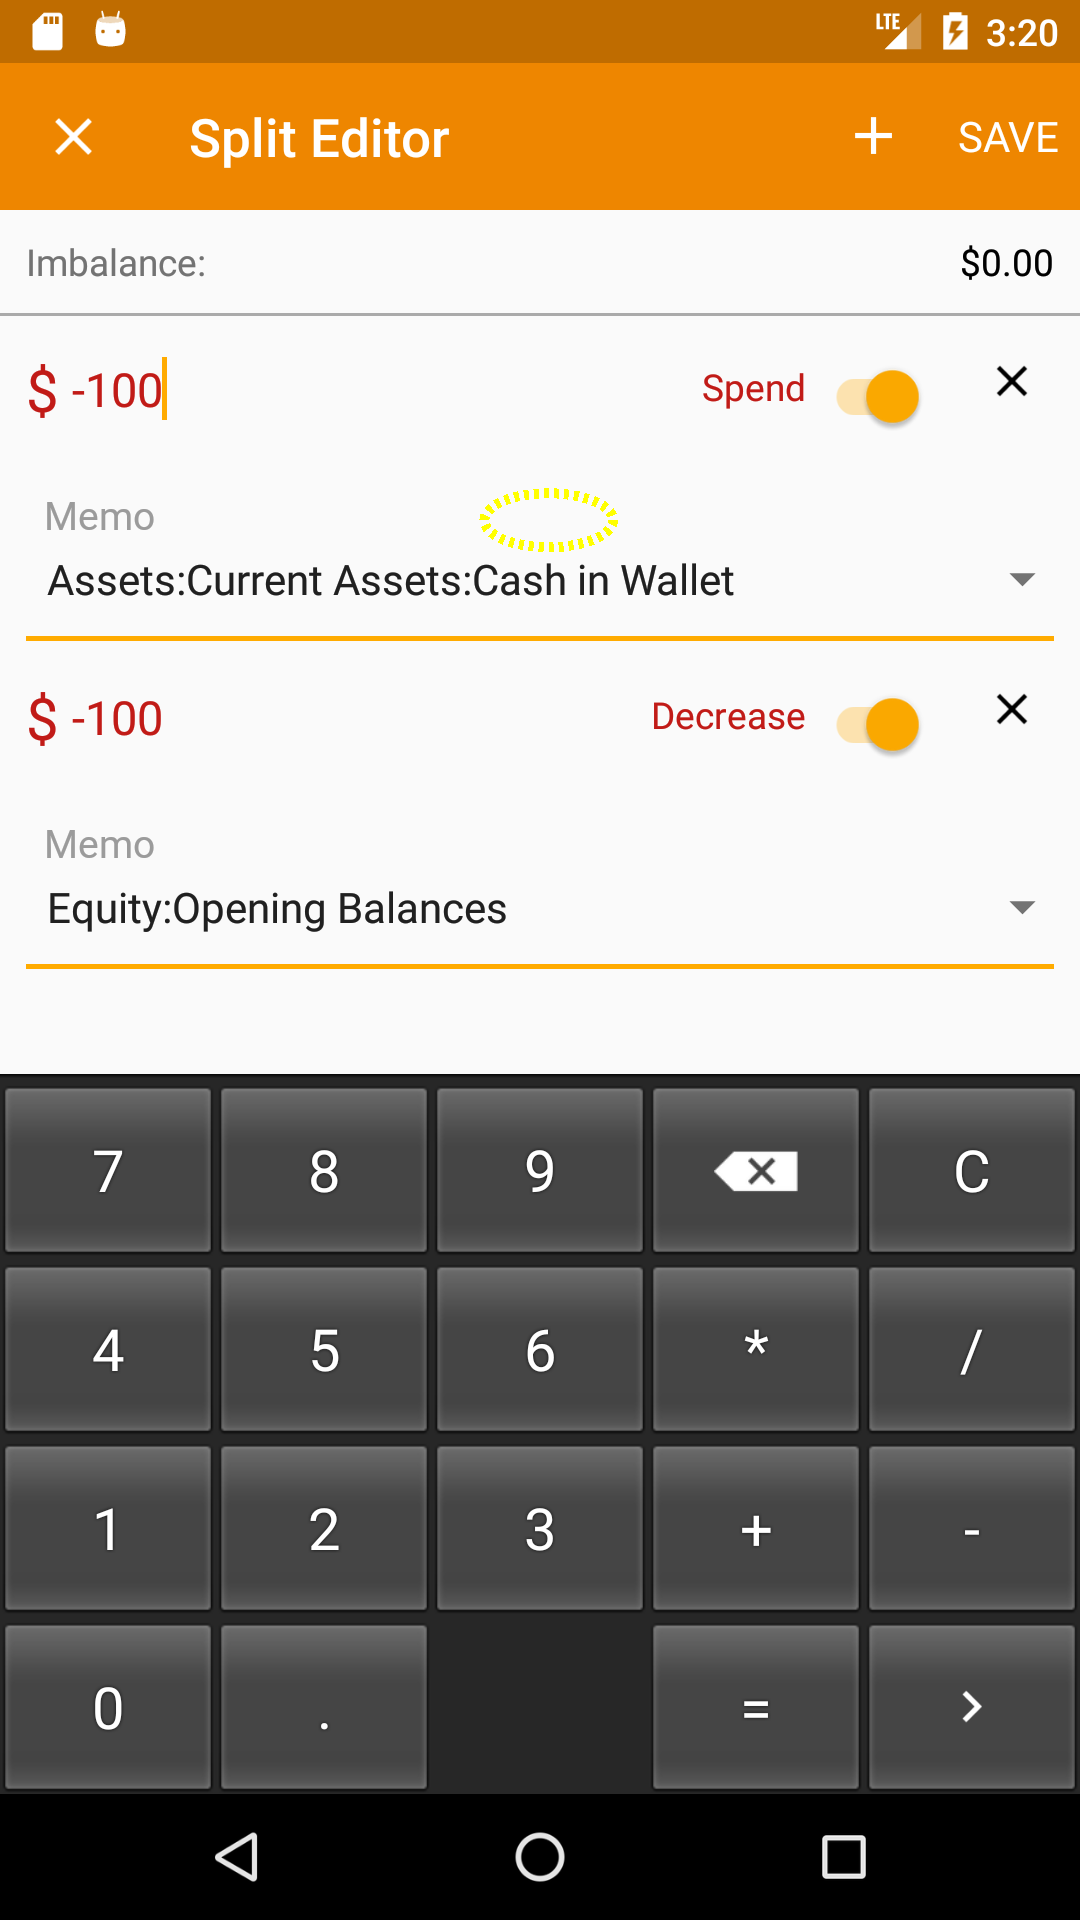 LTE 3:20
Split Editor + SAVE
Imbalance: $0.00
$ -100 Spend
Memo
Assets:Current Assets:Cash in Wallet
$ -100 Decrease
Memo
Equity:Opening Balances
7 8 9 C
4 5 6 * /
1 2 3 + -
0 . = >